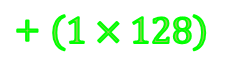 + (1 × 128)